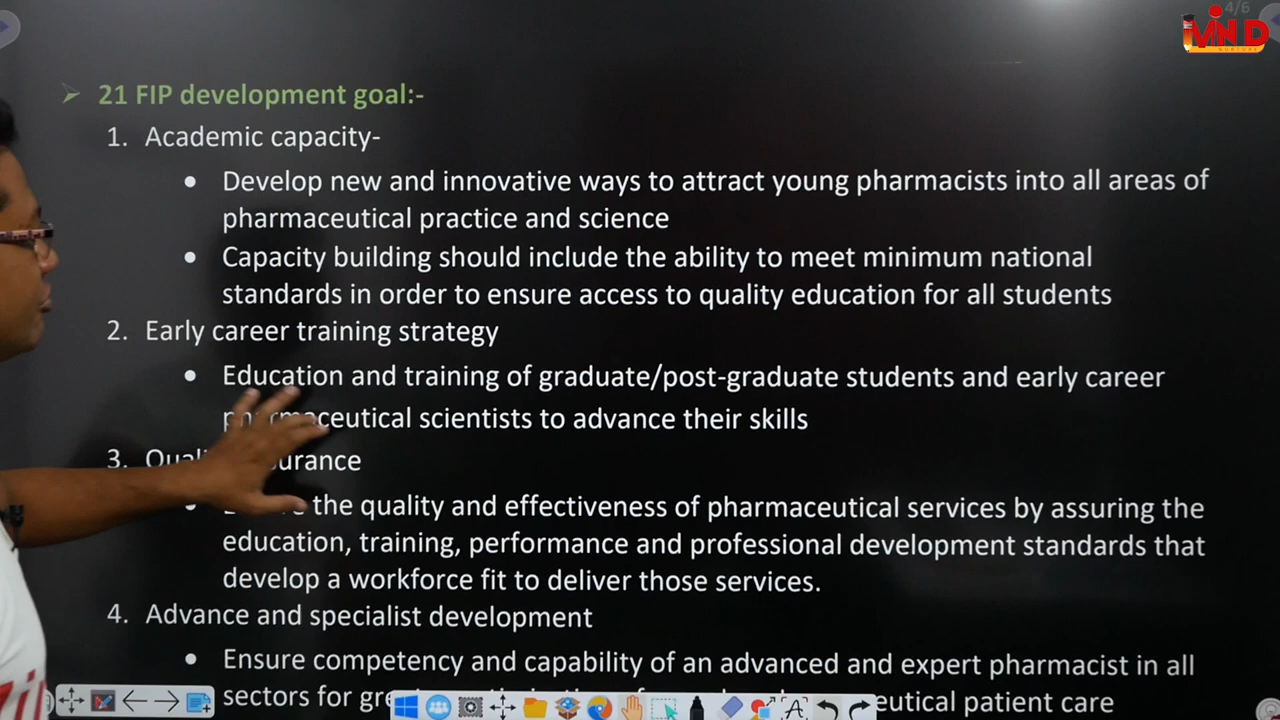 4/6
MIND
NURTURE
21 FIP development goal:-
1. Academic capacity-
Develop new and innovative ways to attract young pharmacists into all areas of
pharmaceutical practice and science
Capacity building should include the ability to meet minimum national
standards in order to ensure access to quality education for all students
2. Early career training strategy
Education and training of graduate/post-graduate students and early career
scientists to advance their skills
3.
the quality and effectiveness of pharmaceutical services by assuring the
education, training, performance and professional development standards that
develop a workforce fit to deliver those services.
4. Advance and specialist development
Ensure competency and capability of an advanced and expert pharmacist in all
sectors for patient care